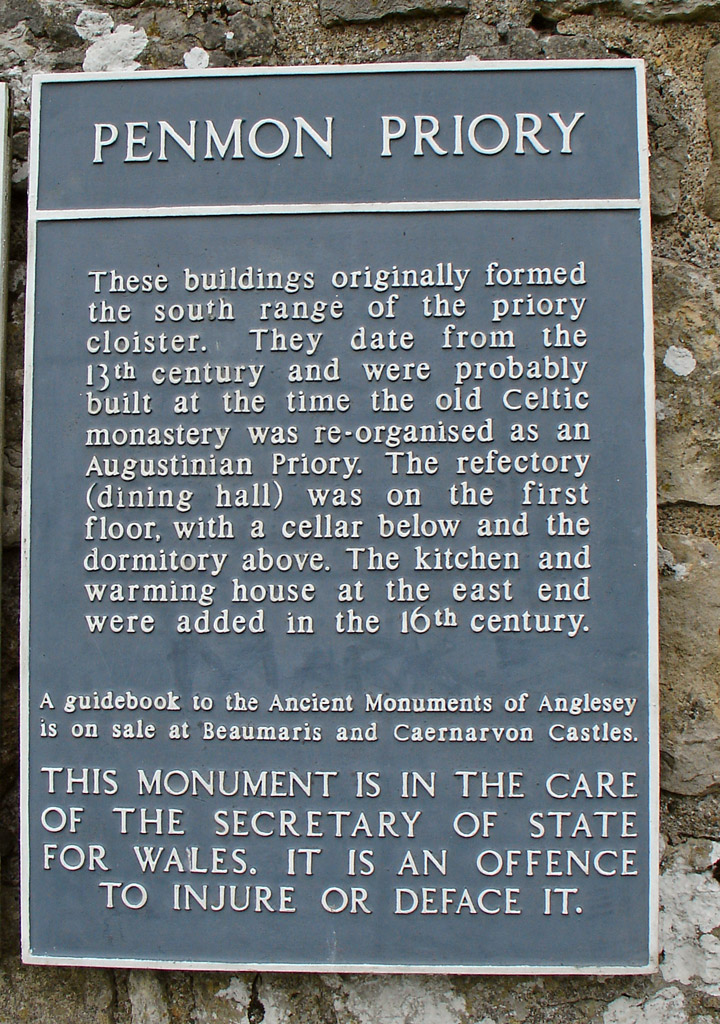 PENMON PRIORY
These buildings originally formed
the south range of the priory
cloister. They date from the
13th century and were probably
built at the time the old Celtic
monastery was re-organised as an
Augustinian Priory. The refectory
(dining hall) was on the first
floor, with a cellar below and the
dormitory above. The kitchen and
warming house at the east end
were added in the 16th century.
A guidebook to the Ancient Monuments of Anglesey
is on sale at Beaumaris and Caernarvon Castles.
THIS MONUMENT IS IN THE CARE
OF THE SECRETARY OF STATE
FOR WALES. IT IS AN OFFENCE
TO INJURE OR DEFACE IT.